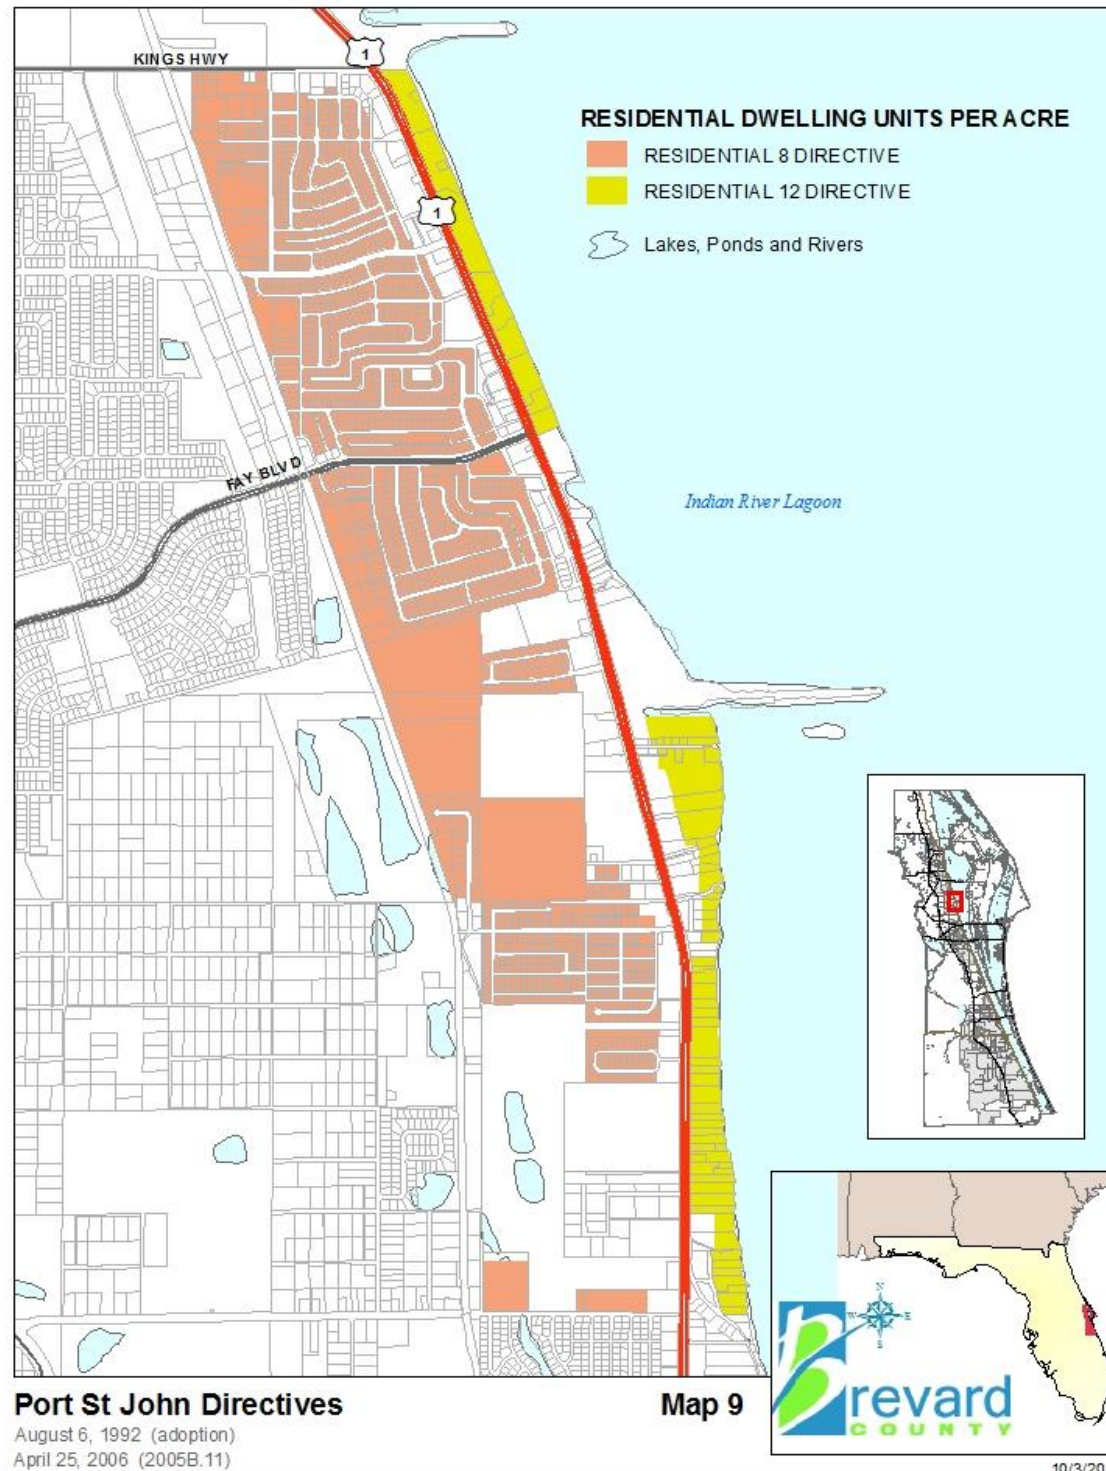 KINGS HWY
1
RESIDENTIAL DWELLING UNITS PER ACRE
RESIDENTIAL 8 DIRECTIVE
RESIDENTIAL 12 DIRECTIVE
1
Lakes, Ponds and Rivers
FAY BLVD
Indian River Lagoon
N
W E
S
Brevard
COUNTY
Port St John Directives
Map 9
August 6, 1992 (adoption)
April 25, 2006 (2005B.11)